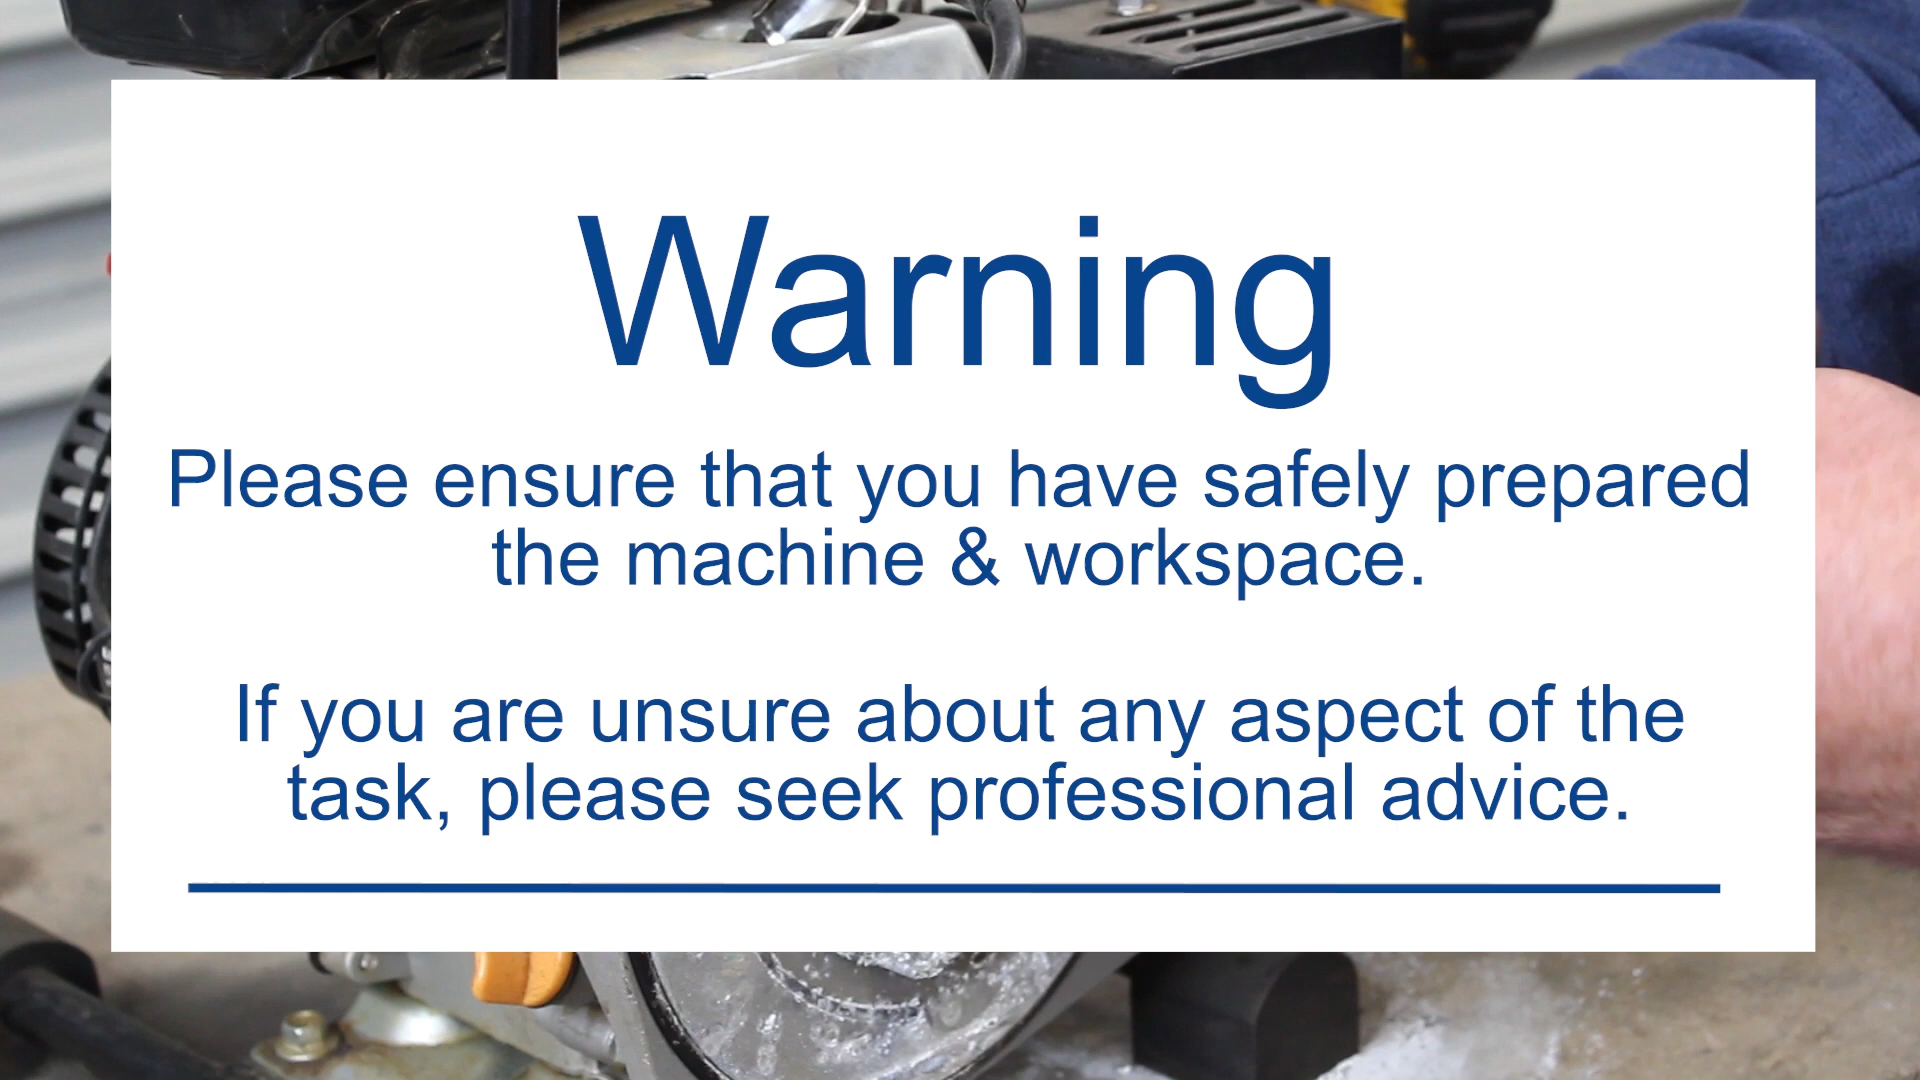 Warning
Please ensure that you have safely prepared
the machine & workspace.
If you are unsure about any aspect of the
task, please seek professional advice.